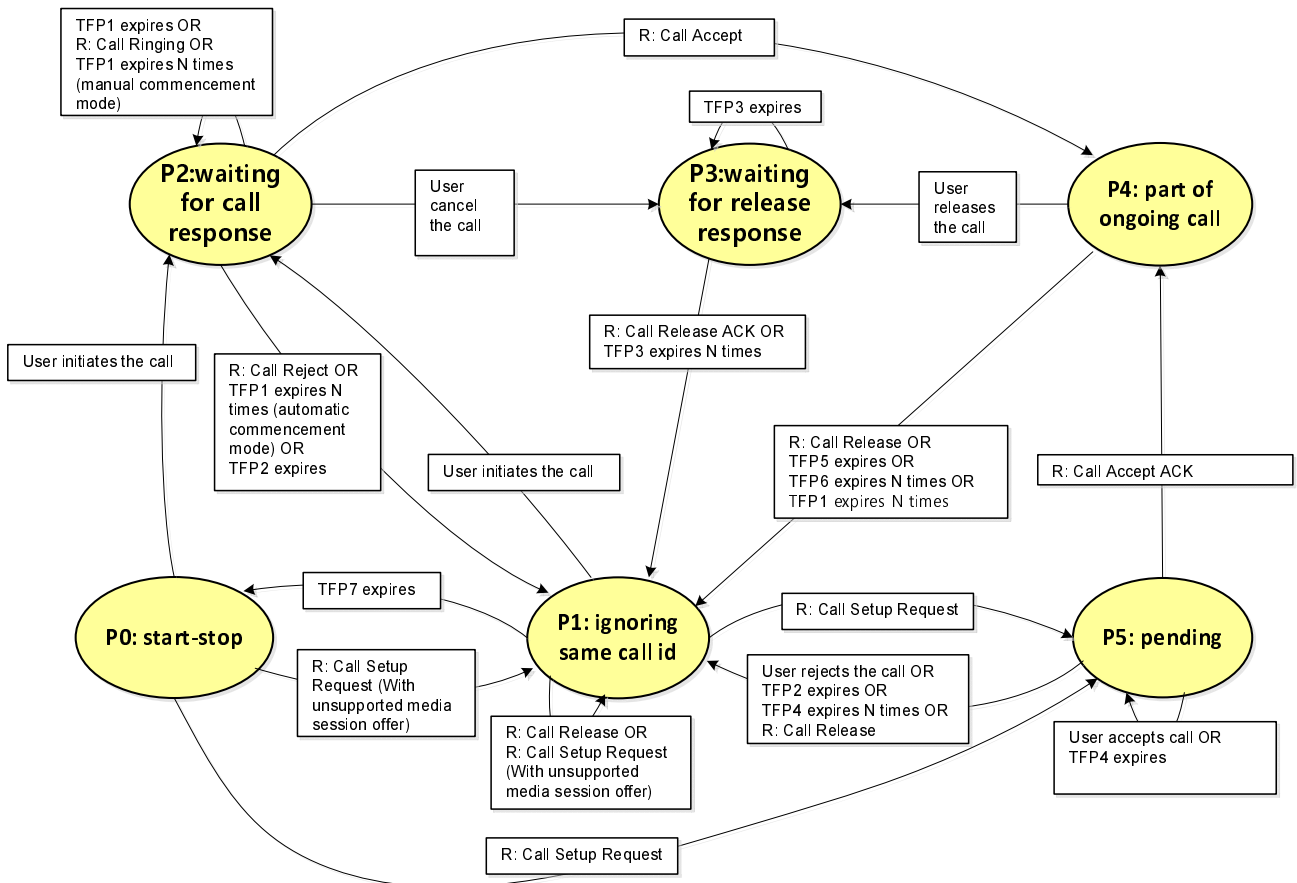 TFP1 expires OR
R: Call Ringing OR
TFP1 expires N times
(manual commencement
mode)
R: Call Accept
TFP3 expires
P2:waiting
for call
response
User
cancel
the call
P3:waiting
for release
response
User
releases
the call
P4: part of
ongoing call
User initiates the call
R: Call Reject OR
TFP1 expires N
times (automatic
commencement
mode) OR
TFP2 expires
R: Call Release ACK OR
TFP3 expires N times
User initiates the call
R: Call Release OR
TFP5 expires OR
TFP6 expires N times OR
TFP1 expires N times
R: Call Accept ACK
P0: start-stop
TFP7 expires
P1: ignoring
same call id
R: Call Setup Request
P5: pending
R: Call Setup
Request (With
unsupported media
session offer)
User rejects the call OR
TFP2 expires OR
TFP4 expires N times OR
R: Call Release
R: Call Release OR
R: Call Setup Request
(With unsupported
media session offer)
User accepts call OR
TFP4 expires
R: Call Setup Request